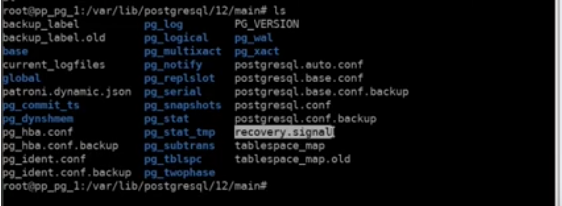 root@pp_pg_1:/var/lib/postgresql/12/main# ls
backup_label pg_log PG_VERSION
backup_label.old pg_logical pg_wal
base pg_multixact pg_xact
current_logfiles pg_notify postgresql.auto.conf
global pg_replslot postgresql.base.conf
patroni.dynamic.json pg_serial postgresql.base.conf.backup
pg_commit_ts pg_snapshots postgresql.conf
pg_dynshmem pg_stat postgresql.conf.backup
pg_hba.conf pg_stat_tmp recovery.signal
pg_hba.conf.backup pg_subtrans tablespace_map
pg_ident.conf pg_tblspc tablespace_map.old
pg_ident.conf.backup pg_twophase
root@pp_pg_1:/var/lib/postgresql/12/main#